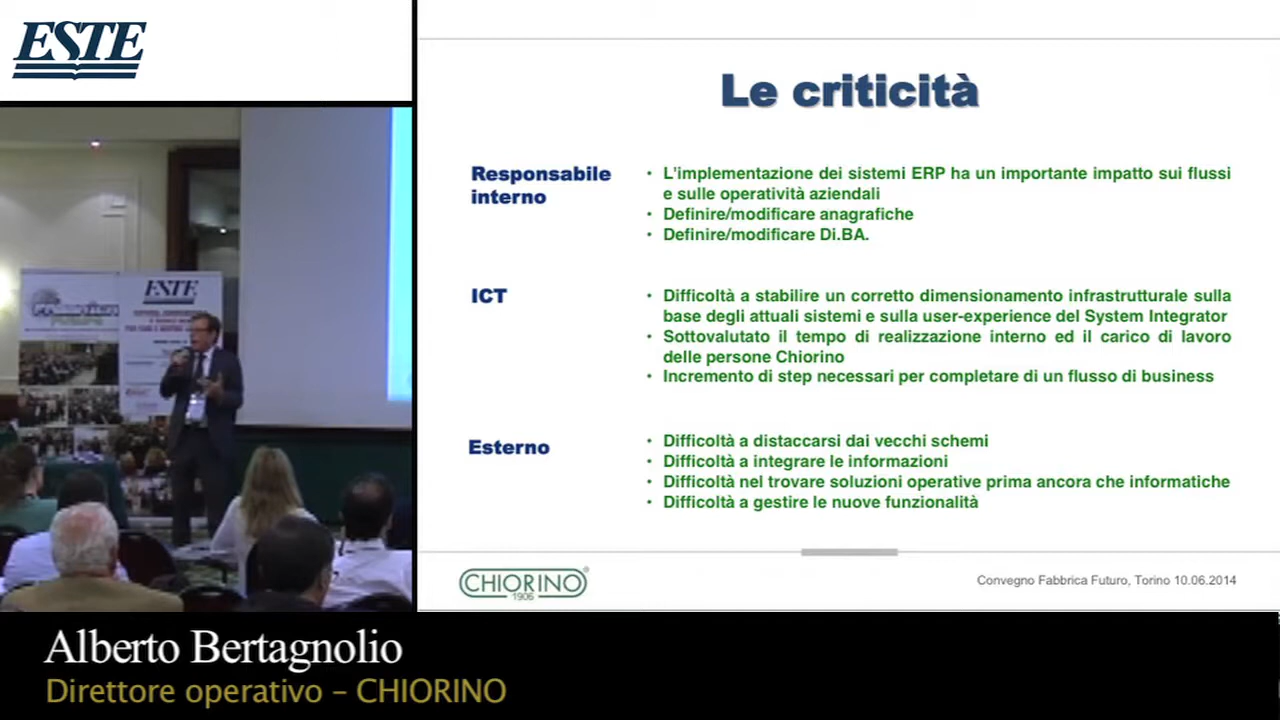 ESTE
Le criticità
Responsabile
interno
• L'implementazione dei sistemi ERP ha un importante impatto sui flussi
e sulle operatività aziendali
• Definire/modificare anagrafiche
• Definire/modificare Di.BA.
ICT
• Difficoltà a stabilire un corretto dimensionamento infrastrutturale sulla
base degli attuali sistemi e sulla user-experience del System Integrator
• Sottovalutato il tempo di realizzazione interno ed il carico di lavoro
delle persone Chiorino
• Incremento di step necessari per completare di un flusso di business
Esterno
• Difficoltà a distaccarsi dai vecchi schemi
• Difficoltà a integrare le informazioni
• Difficoltà nel trovare soluzioni operative prima ancora che informatiche
• Difficoltà a gestire le nuove funzionalità
CHIORINO®
1906
Convegno Fabbrica Futuro, Torino 10.06.2014
ESTE
Alberto Bertagnolio
Direttore operativo – CHIORINO